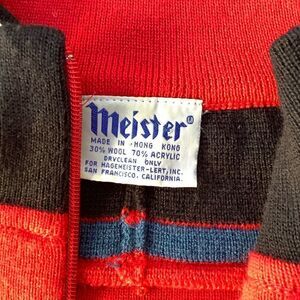 Meister®
MADE IN HONG KONG
30% WOOL 70% ACRYLIC
DRYCLEAN ONLY
FOR HAGEMEISTER-LERT, INC.
SAN FRANCISCO, CALIFORNIA.